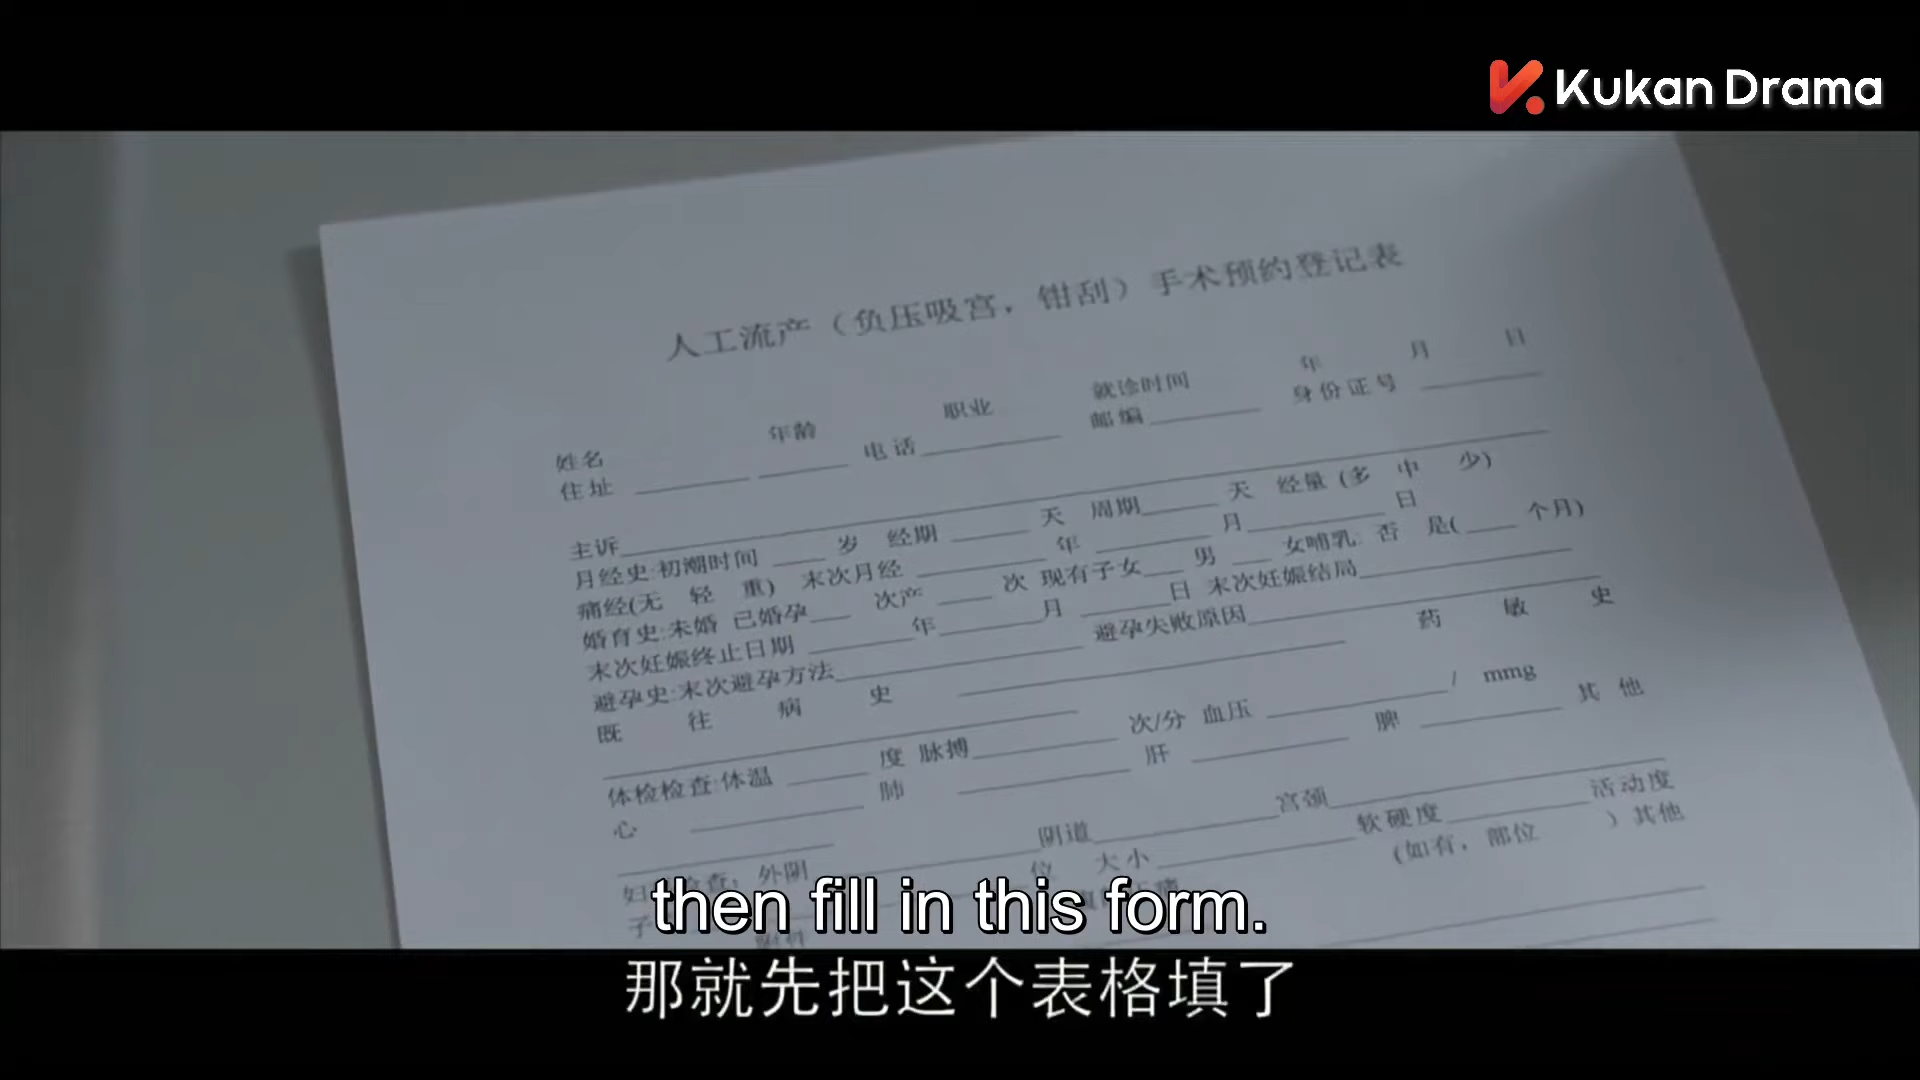 Kukan Drama
人工流产（负压吸宫，钳刮）手术预约登记表
就诊时间 年 月 日
姓名 年龄 职业
住址 电话 邮编 身份证号
主诉
月经史:初潮时间 岁 经期 天 周期 天 经量 (多 中 少)
痛经(无 轻 重) 末次月经 年 月 日
婚育史:未婚 已婚孕 次产 次 现有子女 男 女哺乳: 否 是( 个月)
末次妊娠终止日期 年 月 日 末次妊娠结局
避孕史:末次避孕方法 避孕失败原因
既 往 病 史 药 敏 史
体检检查:体温 度 脉搏 次/分 血压 / mmg
心 肺 肝 脾 其 他
外阴 阴道 宫颈
子 位 大小 软硬度 活动度
(如有，部位 ) 其他
附件
then fill in this form.
那就先把这个表格填了